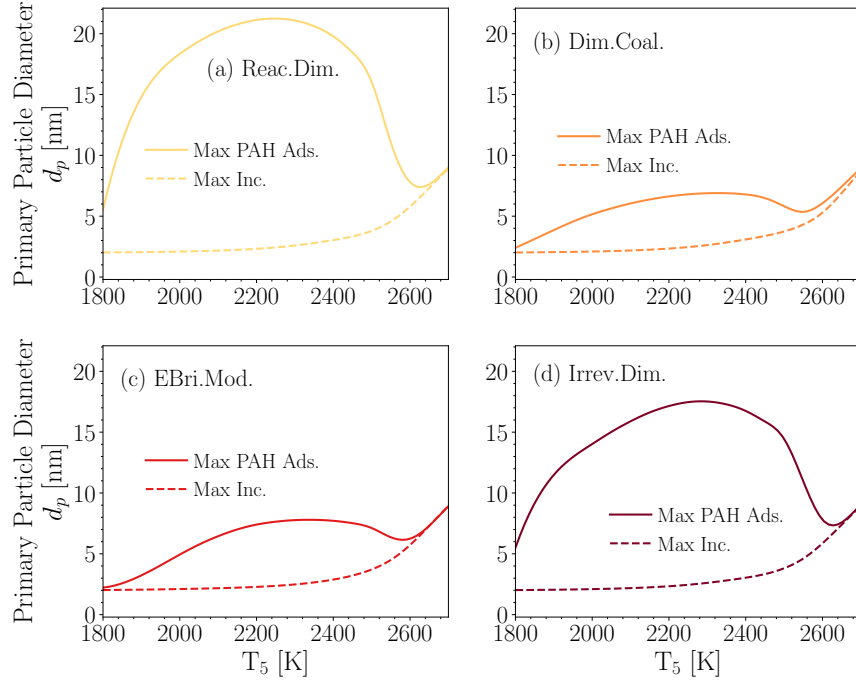 Primary Particle Diameter
d_p [nm]
(a) Reac.Dim.
Max PAH Ads.
Max Inc.
20
15
10
5
0
1800 2000 2200 2400 2600
(b) Dim.Coal.
Max PAH Ads.
Max Inc.
20
15
10
5
0
1800 2000 2200 2400 2600
Primary Particle Diameter
d_p [nm]
(c) EBri.Mod.
Max PAH Ads.
Max Inc.
20
15
10
5
0
1800 2000 2200 2400 2600
T_5 [K]
(d) Irrev.Dim.
Max PAH Ads.
Max Inc.
20
15
10
5
0
1800 2000 2200 2400 2600
T_5 [K]